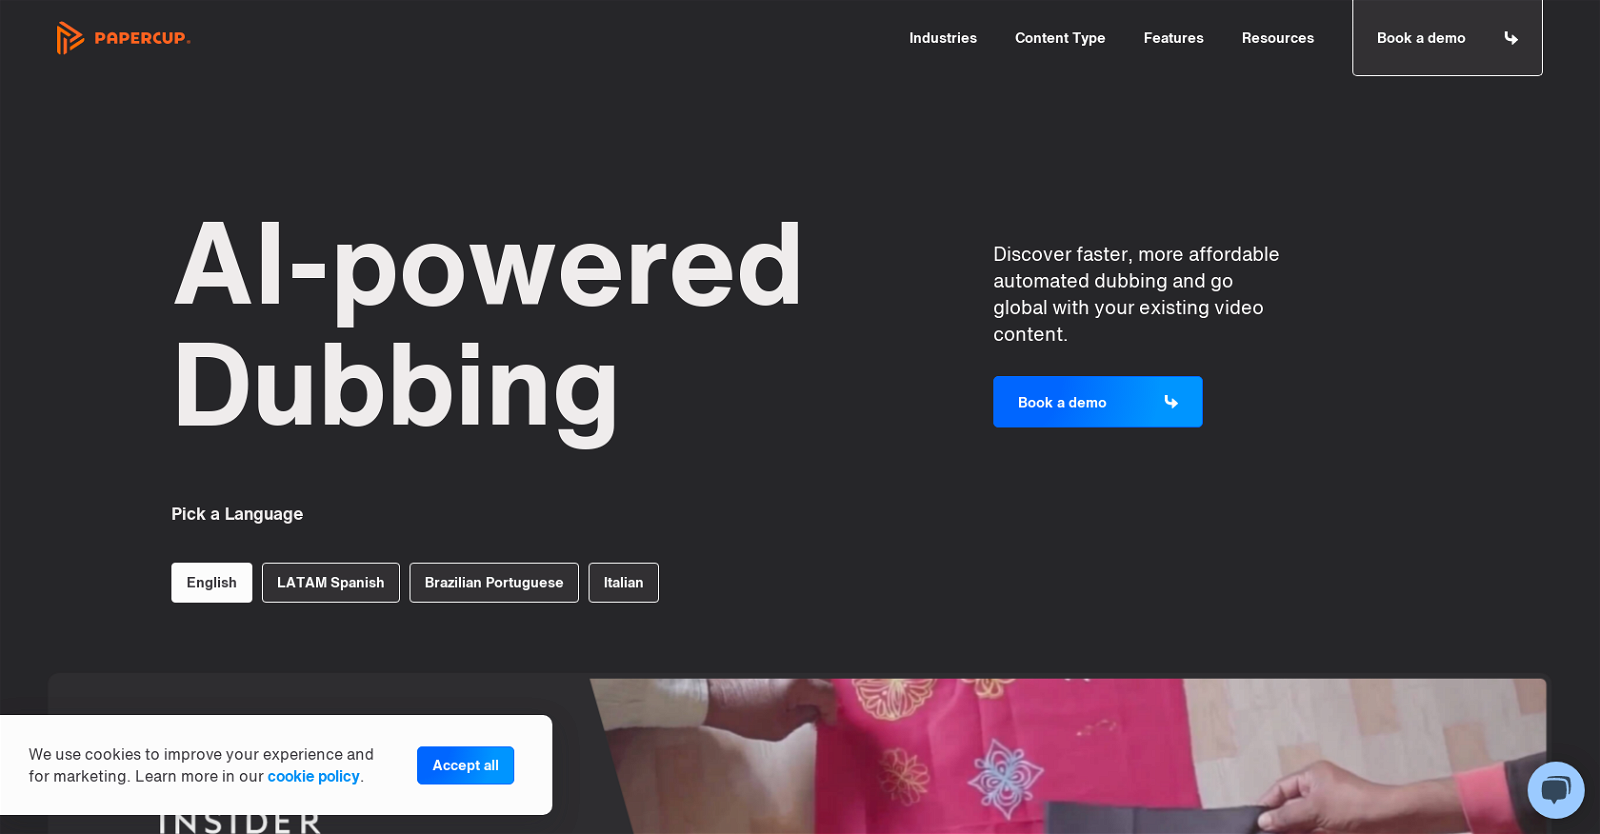 PAPERCUP
Industries
Content Type
Features
Resources
Book a demo
AI-powered
Dubbing
Discover faster, more affordable
automated dubbing and go
global with your existing video
content.
Book a demo
Pick a Language
English
LATAM Spanish
Brazilian Portuguese
Italian
We use cookies to improve your experience and
for marketing. Learn more in our cookie policy.
Accept all
INSIDER